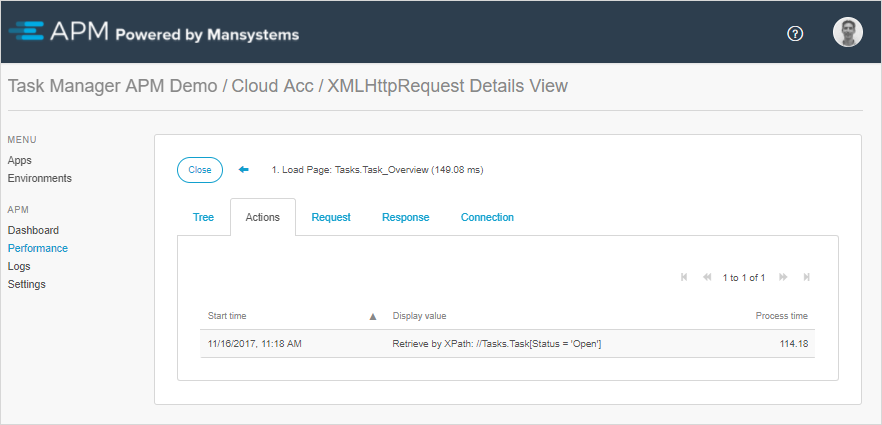 APM Powered by Mansystems
?
Task Manager APM Demo / Cloud Acc / XMLHttpRequest Details View
MENU
Apps
Environments
APM
Dashboard
Performance
Logs
Settings
Close
1. Load Page: Tasks.Task_Overview (149.08 ms)
Tree Actions Request Response Connection
1 to 1 of 1
Start time Display value Process time
11/16/2017, 11:18 AM Retrieve by XPath: //Tasks.Task[Status = 'Open'] 114.18